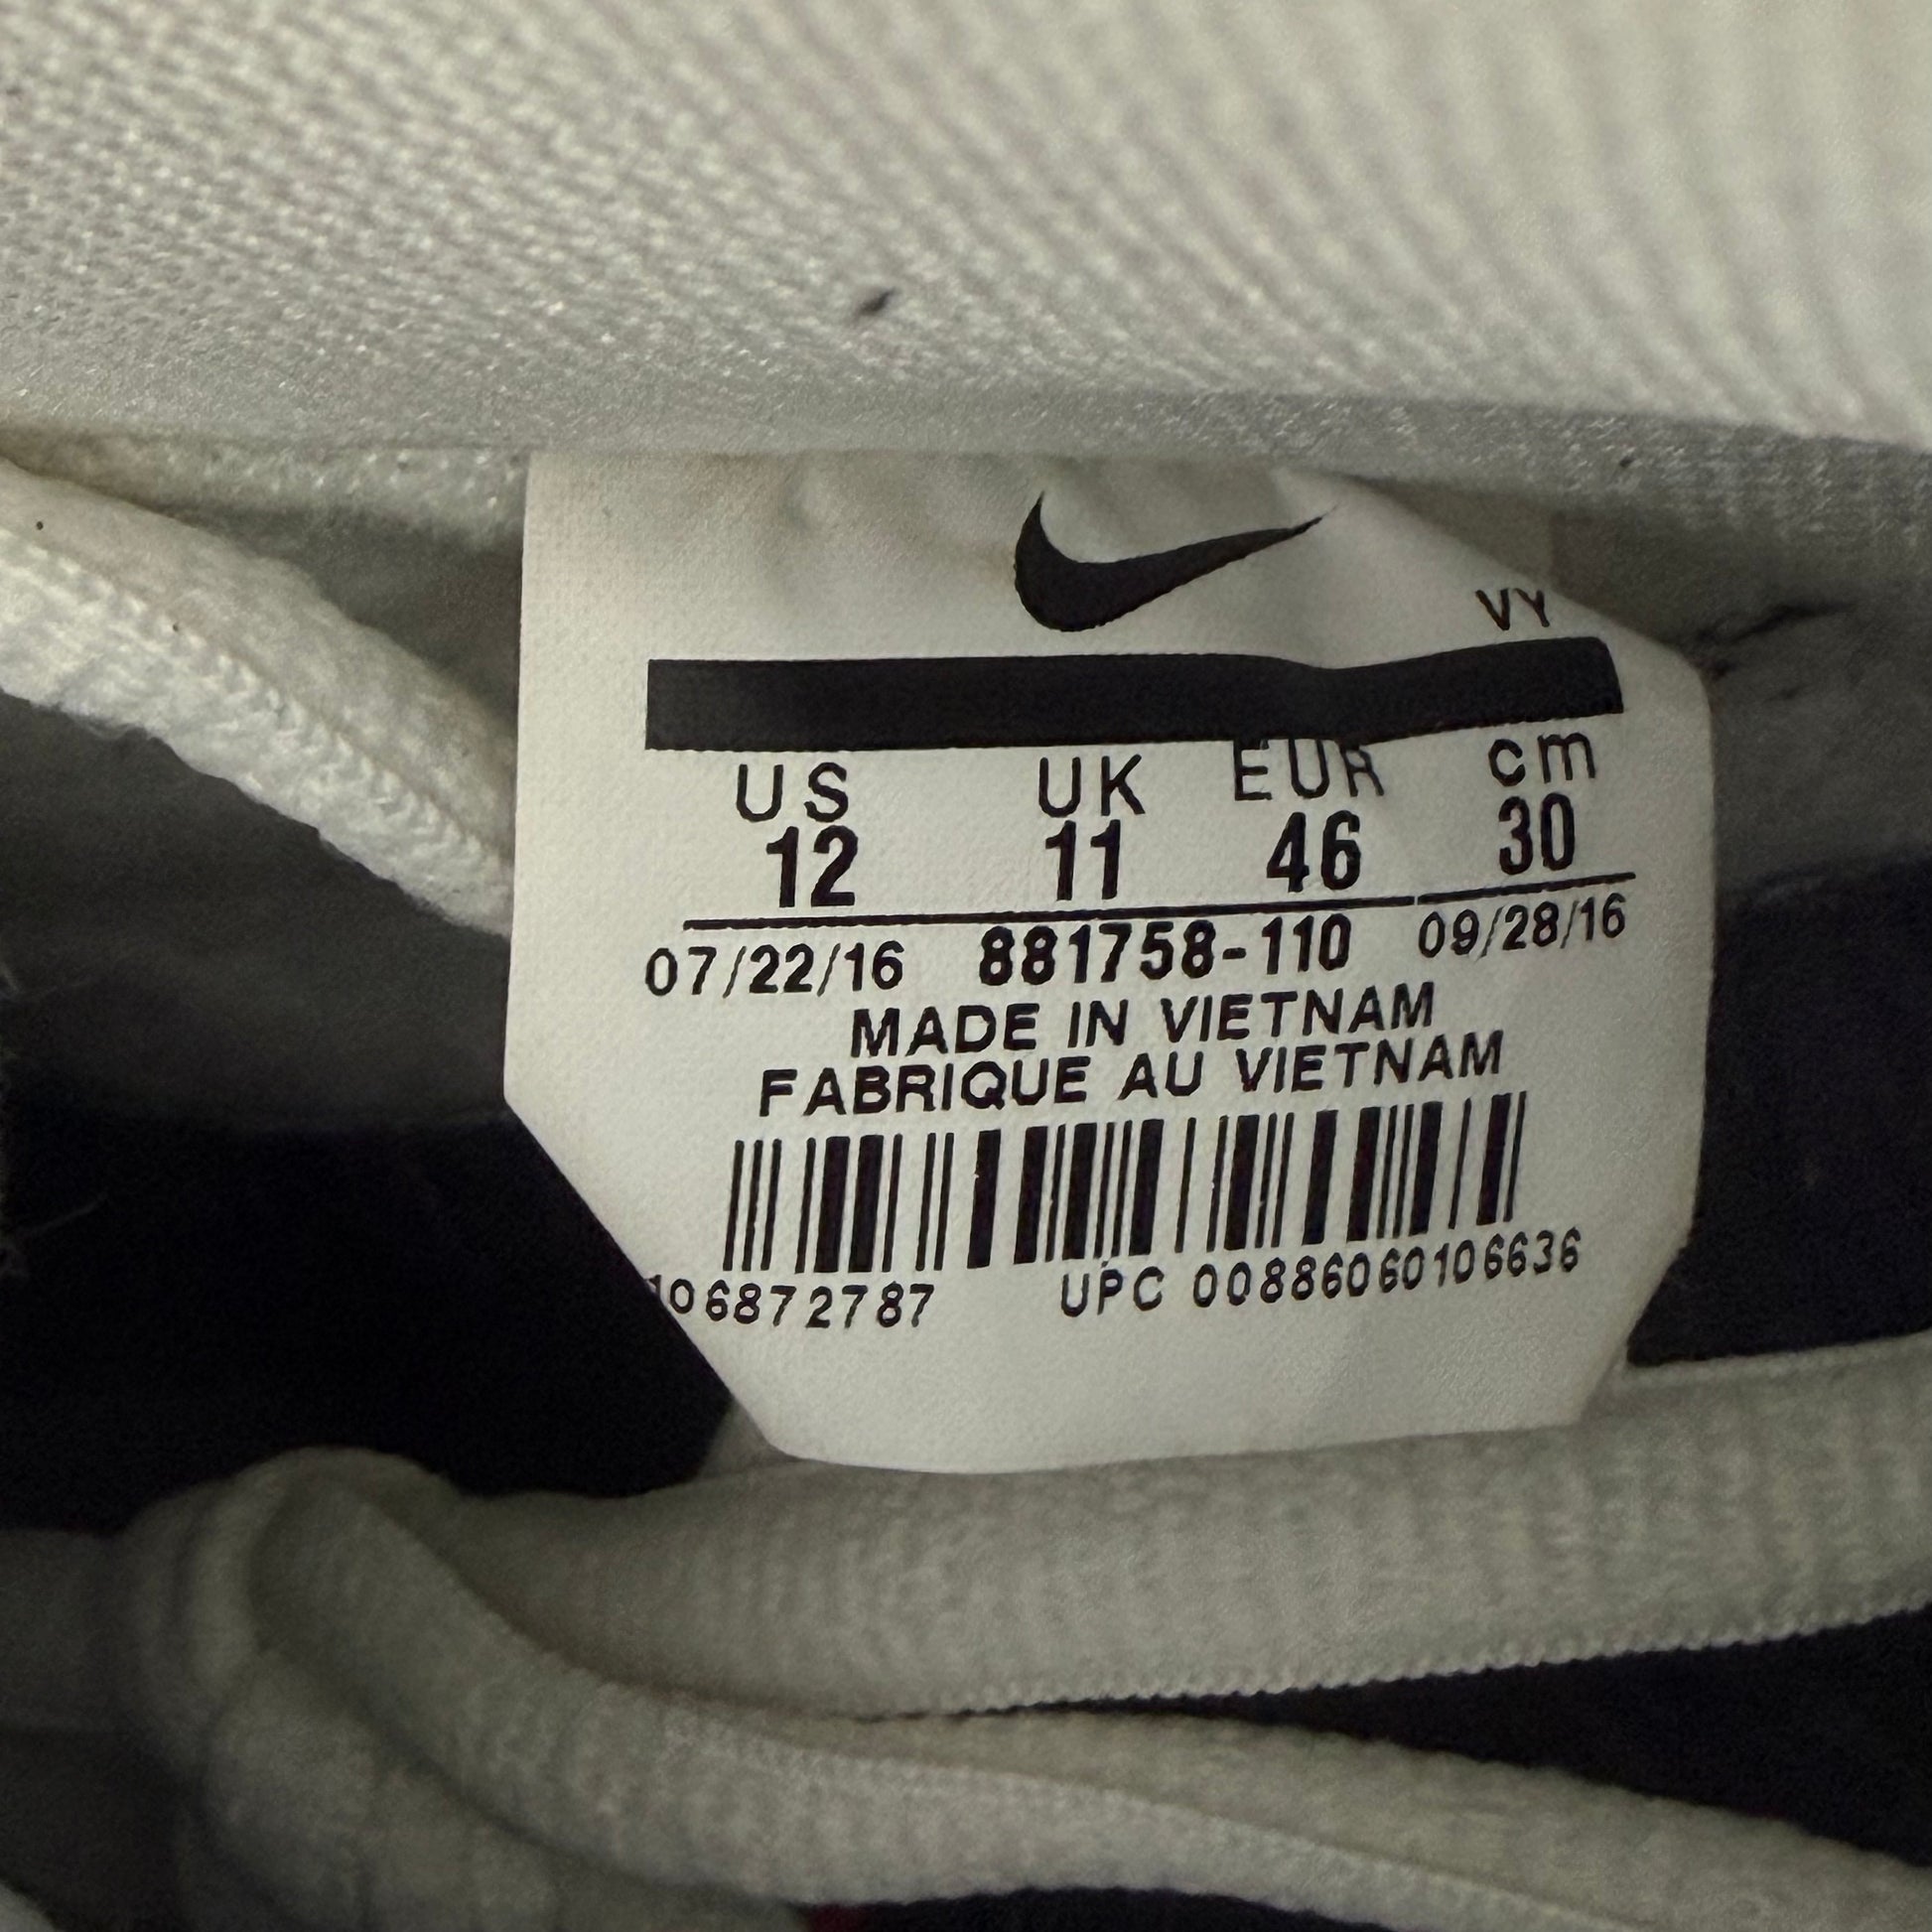 VY
US UK EUR cm
12 11 46 30
07/22/16 881758-110 09/28/16
MADE IN VIETNAM
FABRIQUE AU VIETNAM
106872787 UPC 00886060106636